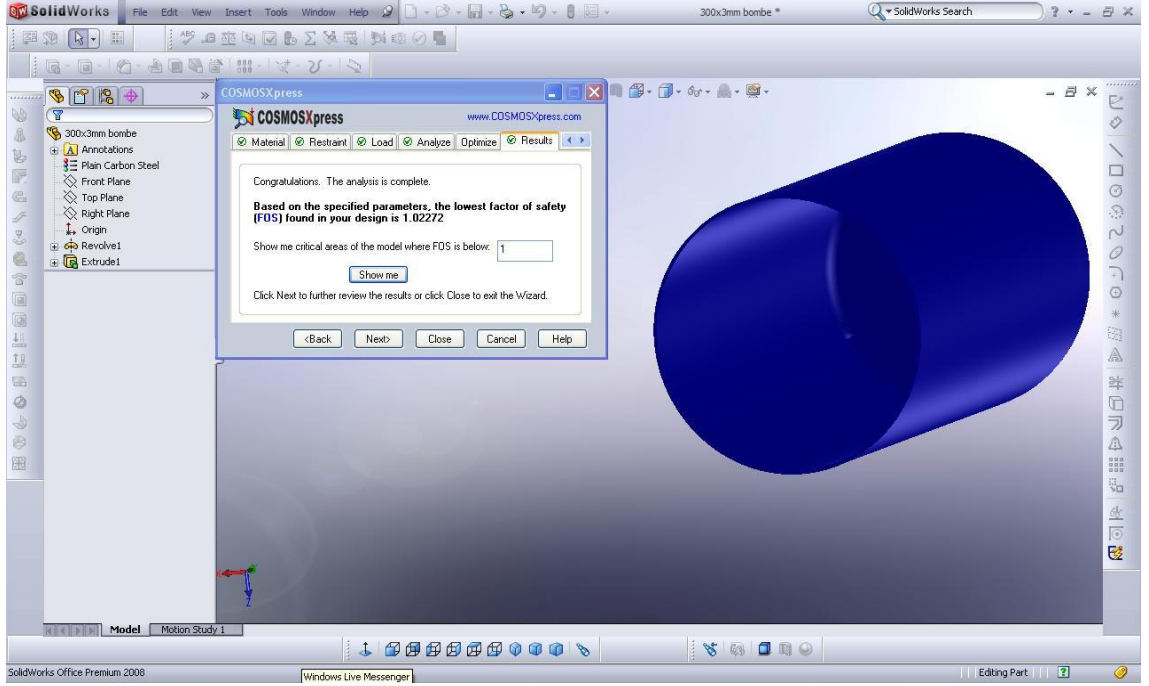 SolidWorks File Edit View Insert Tools Window Help 300x3mm bombe * SolidWorks Search
COSMOSXpress
COSMOSXpress www.COSMOSXpress.com
Material Restraint Load Analyze Optimize Results
Congratulations. The analysis is complete.
Based on the specified parameters, the lowest factor of safety
(FOS) found in your design is 1.02272
Show me critical areas of the model where FOS is below: 1
Show me
Click Next to further review the results or click Close to exit the Wizard.
<Back Next> Close Cancel Help
300x3mm bombe
Annotations
Plain Carbon Steel
Front Plane
Top Plane
Right Plane
Origin
Revolve1
Extrude1
Z
Model Motion Study 1
SolidWorks Office Premium 2008 Windows Live Messenger Editing Part